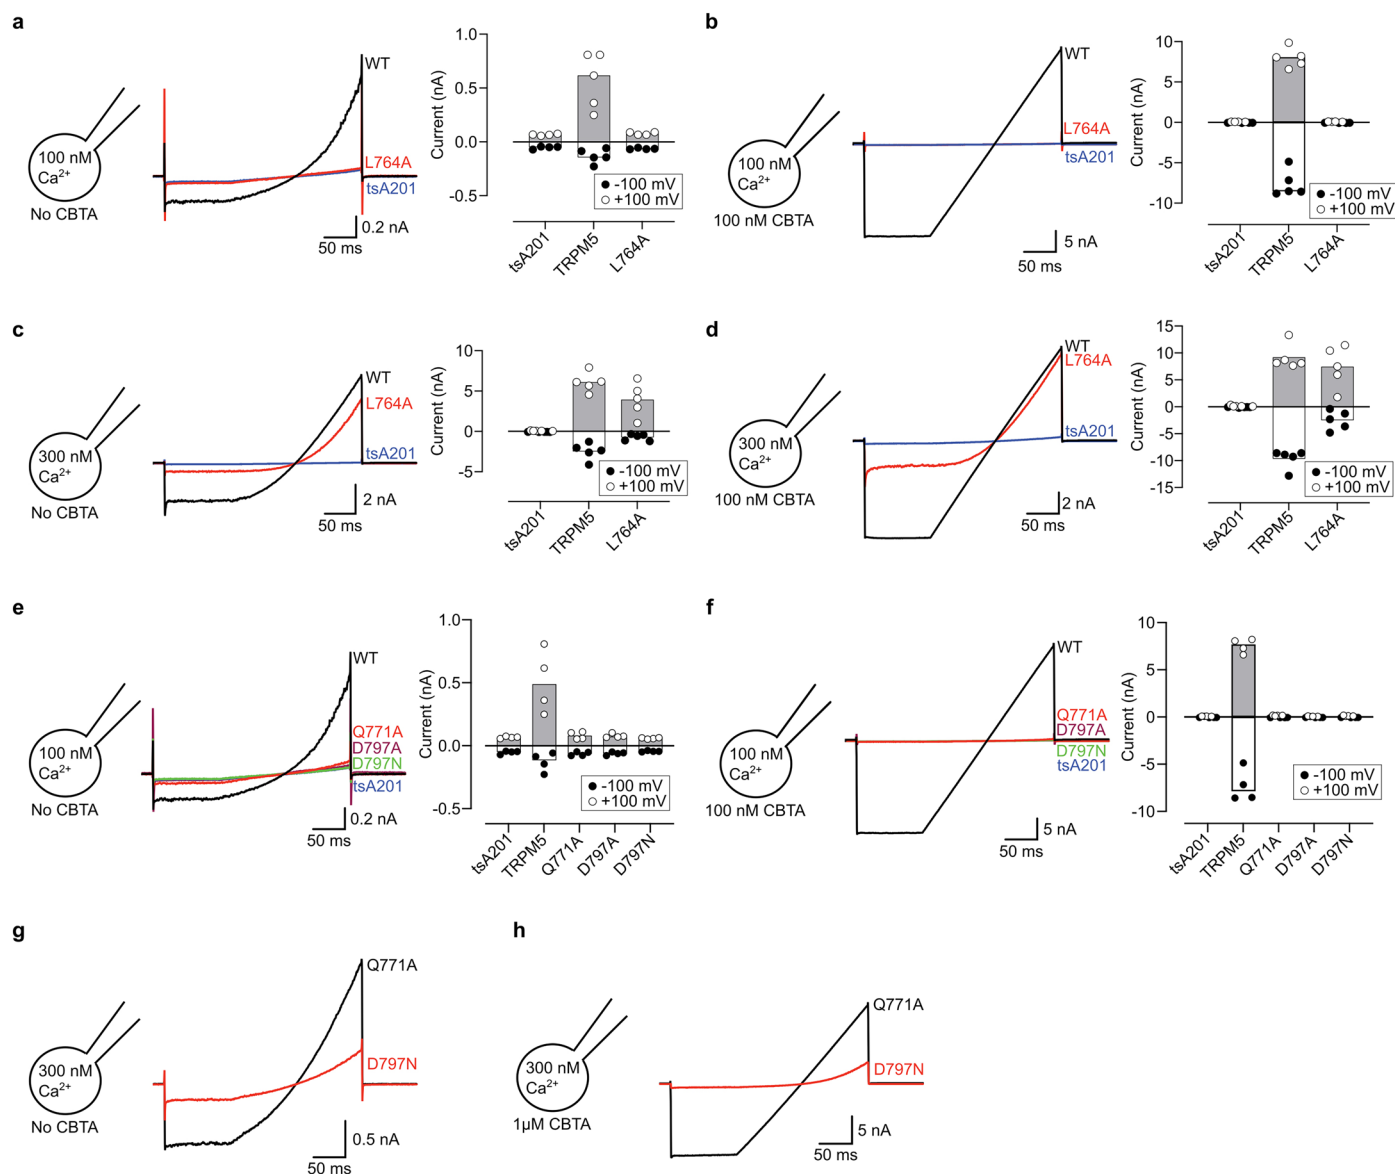 a
100 nM
Ca²⁺
No CBTA
WT
L764A
tsA201
0.2 nA
50 ms
Current (nA)
1.0
0.5
0.0
-0.5
-100 mV
+100 mV
tsA201
TRPM5
L764A
b
100 nM
Ca²⁺
100 nM CBTA
WT
L764A
tsA201
5 nA
50 ms
Current (nA)
10
5
0
-5
-10
-100 mV
+100 mV
tsA201
TRPM5
L764A
c
300 nM
Ca²⁺
No CBTA
WT
L764A
tsA201
2 nA
50 ms
Current (nA)
10
5
0
-5
-100 mV
+100 mV
tsA201
TRPM5
L764A
d
300 nM
Ca²⁺
100 nM CBTA
WT
L764A
tsA201
2 nA
50 ms
Current (nA)
15
10
5
0
-5
-10
-15
-100 mV
+100 mV
tsA201
TRPM5
L764A
e
100 nM
Ca²⁺
No CBTA
WT
Q771A
D797A
D797N
tsA201
0.2 nA
50 ms
Current (nA)
1.0
0.5
0.0
-0.5
-100 mV
+100 mV
tsA201
TRPM5
Q771A
D797A
D797N
f
100 nM
Ca²⁺
100 nM CBTA
WT
Q771A
D797A
D797N
tsA201
5 nA
50 ms
Current (nA)
10
5
0
-5
-10
-100 mV
+100 mV
tsA201
TRPM5
Q771A
D797A
D797N
g
300 nM
Ca²⁺
No CBTA
Q771A
D797N
0.5 nA
50 ms
h
300 nM
Ca²⁺
1µM CBTA
Q771A
D797N
5 nA
50 ms